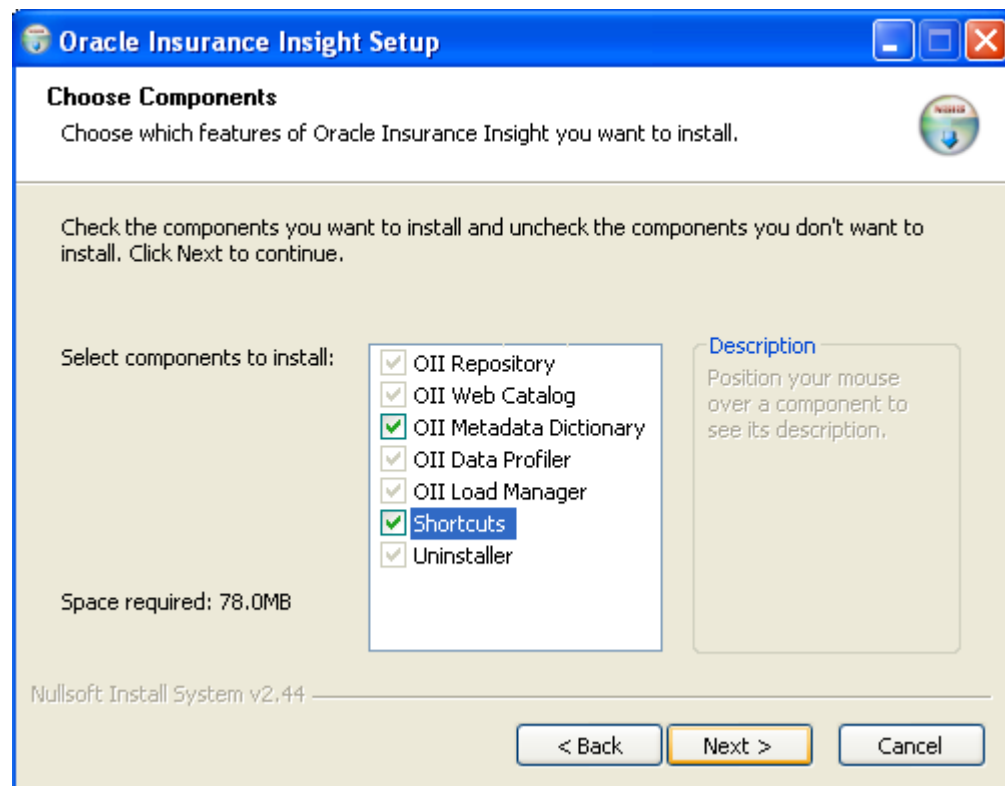 Oracle Insurance Insight Setup
Choose Components
Choose which features of Oracle Insurance Insight you want to install.
Check the components you want to install and uncheck the components you don't want to
install. Click Next to continue.
Select components to install:
OII Repository
OII Web Catalog
OII Metadata Dictionary
OII Data Profiler
OII Load Manager
Shortcuts
Uninstaller
Description
Position your mouse
over a component to
see its description.
Space required: 78.0MB
Nullsoft Install System v2.44
< Back
Next >
Cancel